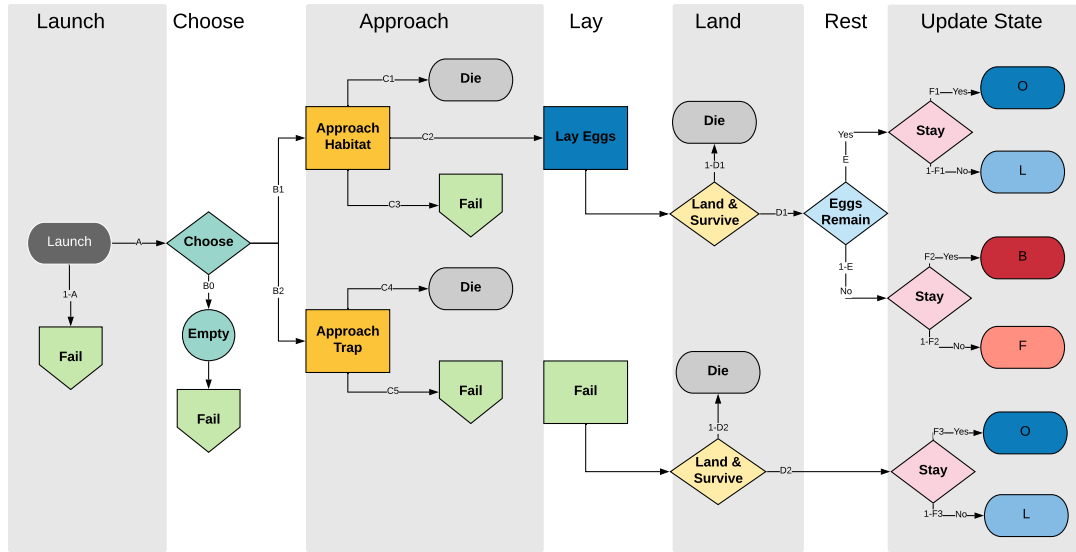 Launch
Choose
Approach
Lay
Land
Rest
Update State
Launch
A
1-A
Fail
Choose
B0
Empty
Fail
B1
B2
Approach
Habitat
C1
Die
C2
C3
Fail
Approach
Trap
C4
Die
C5
Fail
Lay Eggs
Fail
Die
1-D1
Land &
Survive
D1
Die
1-D2
Land &
Survive
D2
Eggs
Remain
E
Yes
1-E
No
Stay
F1
Yes
O
1-F1
No
L
Stay
F2
Yes
B
1-F2
No
F
Stay
F3
Yes
O
1-F3
No
L